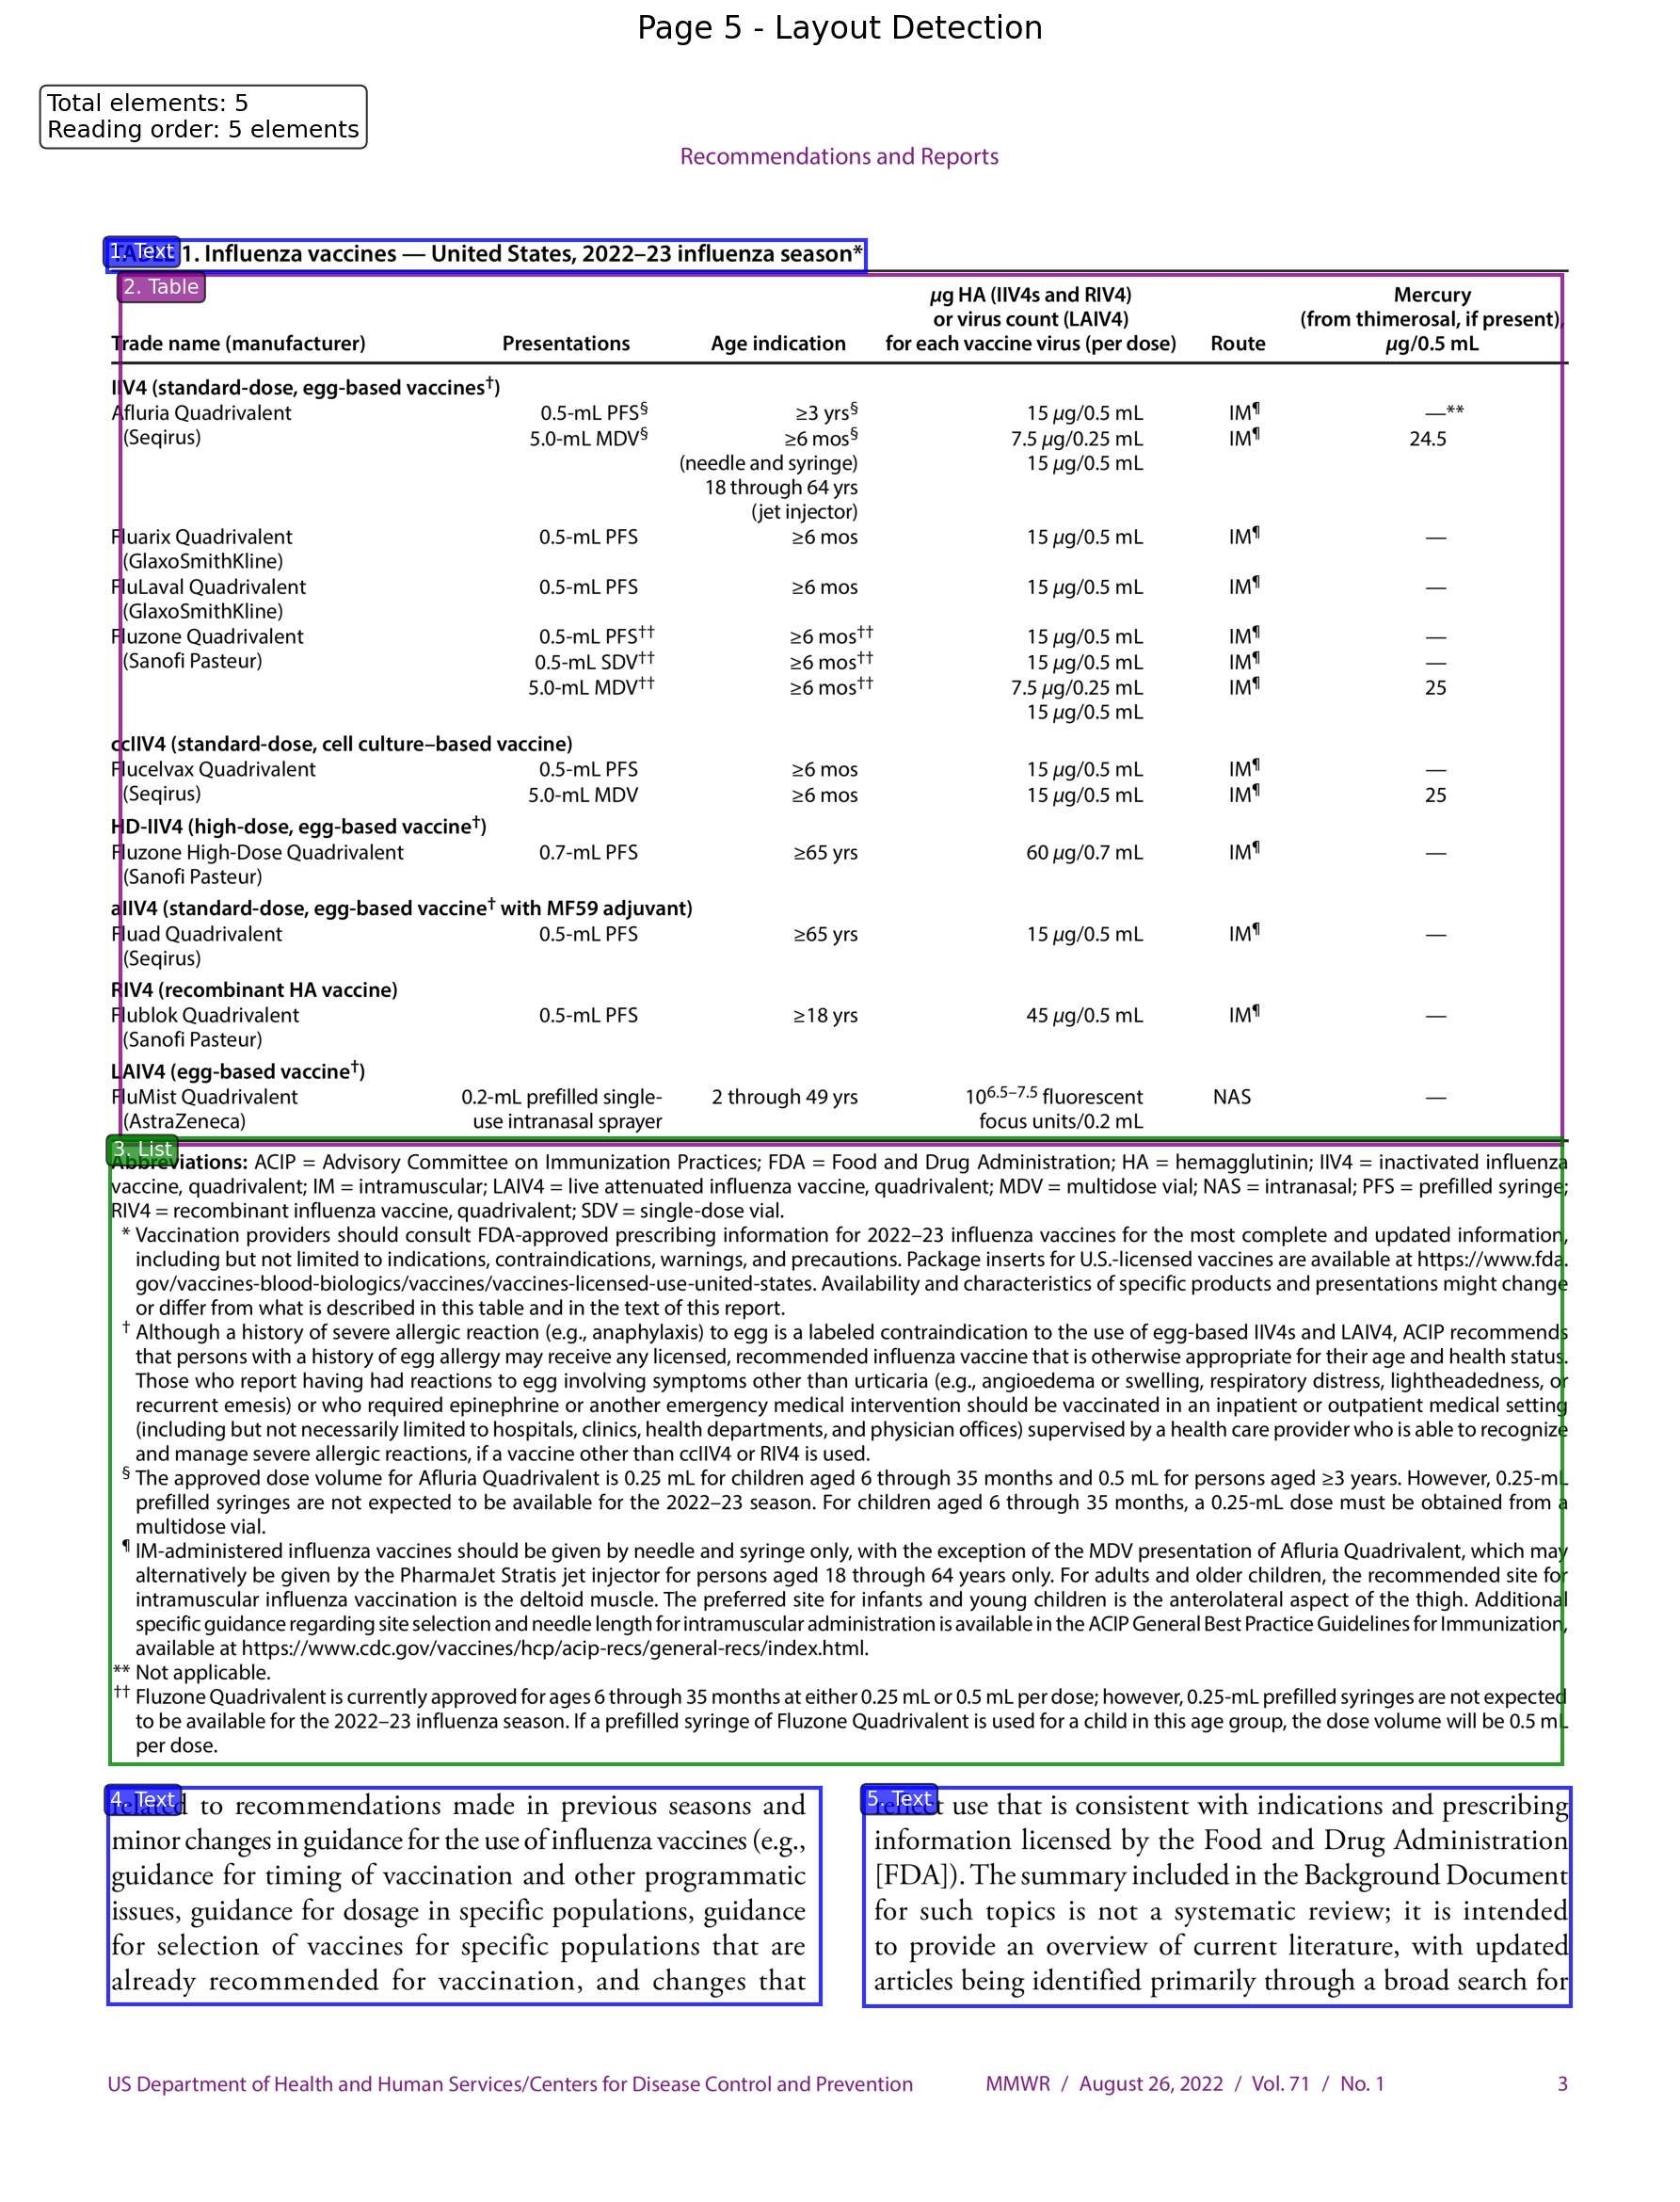 Page 5 - Layout Detection
Total elements: 5
Reading order: 5 elements
Recommendations and Reports
1. Text
1. Influenza vaccines — United States, 2022–23 influenza season*
2. Table
Trade name (manufacturer) Presentations Age indication µg HA (IIV4s and RIV4) or virus count (LAIV4) for each vaccine virus (per dose) Route Mercury (from thimerosal, if present), µg/0.5 mL
IIV4 (standard-dose, egg-based vaccines†)
Afluria Quadrivalent 0.5-mL PFS§ ≥3 yrs§ 15 µg/0.5 mL IM¶ —**
(Seqirus) 5.0-mL MDV§ ≥6 mos§ 7.5 µg/0.25 mL IM¶ 24.5
(needle and syringe) 15 µg/0.5 mL
18 through 64 yrs
(jet injector)
Fluarix Quadrivalent 0.5-mL PFS ≥6 mos 15 µg/0.5 mL IM¶ —
(GlaxoSmithKline)
FluLaval Quadrivalent 0.5-mL PFS ≥6 mos 15 µg/0.5 mL IM¶ —
(GlaxoSmithKline)
Fluzone Quadrivalent 0.5-mL PFS†† ≥6 mos†† 15 µg/0.5 mL IM¶ —
(Sanofi Pasteur) 0.5-mL SDV†† ≥6 mos†† 15 µg/0.5 mL IM¶ —
5.0-mL MDV†† ≥6 mos†† 7.5 µg/0.25 mL IM¶ 25
15 µg/0.5 mL
ccIIV4 (standard-dose, cell culture–based vaccine)
Flucelvax Quadrivalent 0.5-mL PFS ≥6 mos 15 µg/0.5 mL IM¶ —
(Seqirus) 5.0-mL MDV ≥6 mos 15 µg/0.5 mL IM¶ 25
HD-IIV4 (high-dose, egg-based vaccine†)
Fluzone High-Dose Quadrivalent 0.7-mL PFS ≥65 yrs 60 µg/0.7 mL IM¶ —
(Sanofi Pasteur)
aIIV4 (standard-dose, egg-based vaccine† with MF59 adjuvant)
Fluad Quadrivalent 0.5-mL PFS ≥65 yrs 15 µg/0.5 mL IM¶ —
(Seqirus)
RIV4 (recombinant HA vaccine)
Flublok Quadrivalent 0.5-mL PFS ≥18 yrs 45 µg/0.5 mL IM¶ —
(Sanofi Pasteur)
LAIV4 (egg-based vaccine†)
FluMist Quadrivalent 0.2-mL prefilled single- 2 through 49 yrs 10^6.5–7.5 fluorescent NAS —
(AstraZeneca) use intranasal sprayer focus units/0.2 mL
3. List
Abbreviations: ACIP = Advisory Committee on Immunization Practices; FDA = Food and Drug Administration; HA = hemagglutinin; IIV4 = inactivated influenza
vaccine, quadrivalent; IM = intramuscular; LAIV4 = live attenuated influenza vaccine, quadrivalent; MDV = multidose vial; NAS = intranasal; PFS = prefilled syringe;
RIV4 = recombinant influenza vaccine, quadrivalent; SDV = single-dose vial.
* Vaccination providers should consult FDA-approved prescribing information for 2022–23 influenza vaccines for the most complete and updated information,
including but not limited to indications, contraindications, warnings, and precautions. Package inserts for U.S.-licensed vaccines are available at https://www.fda.
gov/vaccines-blood-biologics/vaccines/vaccines-licensed-use-united-states. Availability and characteristics of specific products and presentations might change
or differ from what is described in this table and in the text of this report.
† Although a history of severe allergic reaction (e.g., anaphylaxis) to egg is a labeled contraindication to the use of egg-based IIV4s and LAIV4, ACIP recommends
that persons with a history of egg allergy may receive any licensed, recommended influenza vaccine that is otherwise appropriate for their age and health status.
Those who report having had reactions to egg involving symptoms other than urticaria (e.g., angioedema or swelling, respiratory distress, lightheadedness, or
recurrent emesis) or who required epinephrine or another emergency medical intervention should be vaccinated in an inpatient or outpatient medical setting
(including but not necessarily limited to hospitals, clinics, health departments, and physician offices) supervised by a health care provider who is able to recognize
and manage severe allergic reactions, if a vaccine other than ccIIV4 or RIV4 is used.
§ The approved dose volume for Afluria Quadrivalent is 0.25 mL for children aged 6 through 35 months and 0.5 mL for persons aged ≥3 years. However, 0.25-mL
prefilled syringes are not expected to be available for the 2022–23 season. For children aged 6 through 35 months, a 0.25-mL dose must be obtained from a
multidose vial.
¶ IM-administered influenza vaccines should be given by needle and syringe only, with the exception of the MDV presentation of Afluria Quadrivalent, which may
alternatively be given by the PharmaJet Stratis jet injector for persons aged 18 through 64 years only. For adults and older children, the recommended site for
intramuscular influenza vaccination is the deltoid muscle. The preferred site for infants and young children is the anterolateral aspect of the thigh. Additional
specific guidance regarding site selection and needle length for intramuscular administration is available in the ACIP General Best Practice Guidelines for Immunization,
available at https://www.cdc.gov/vaccines/hcp/acip-recs/general-recs/index.html.
** Not applicable.
†† Fluzone Quadrivalent is currently approved for ages 6 through 35 months at either 0.25 mL or 0.5 mL per dose; however, 0.25-mL prefilled syringes are not expected
to be available for the 2022–23 influenza season. If a prefilled syringe of Fluzone Quadrivalent is used for a child in this age group, the dose volume will be 0.5 mL
per dose.
4. Text
to recommendations made in previous seasons and
minor changes in guidance for the use of influenza vaccines (e.g.,
guidance for timing of vaccination and other programmatic
issues, guidance for dosage in specific populations, guidance
for selection of vaccines for specific populations that are
already recommended for vaccination, and changes that
5. Text
use that is consistent with indications and prescribing
information licensed by the Food and Drug Administration
[FDA]). The summary included in the Background Document
for such topics is not a systematic review; it is intended
to provide an overview of current literature, with updated
articles being identified primarily through a broad search for
US Department of Health and Human Services/Centers for Disease Control and Prevention MMWR / August 26, 2022 / Vol. 71 / No. 1 3